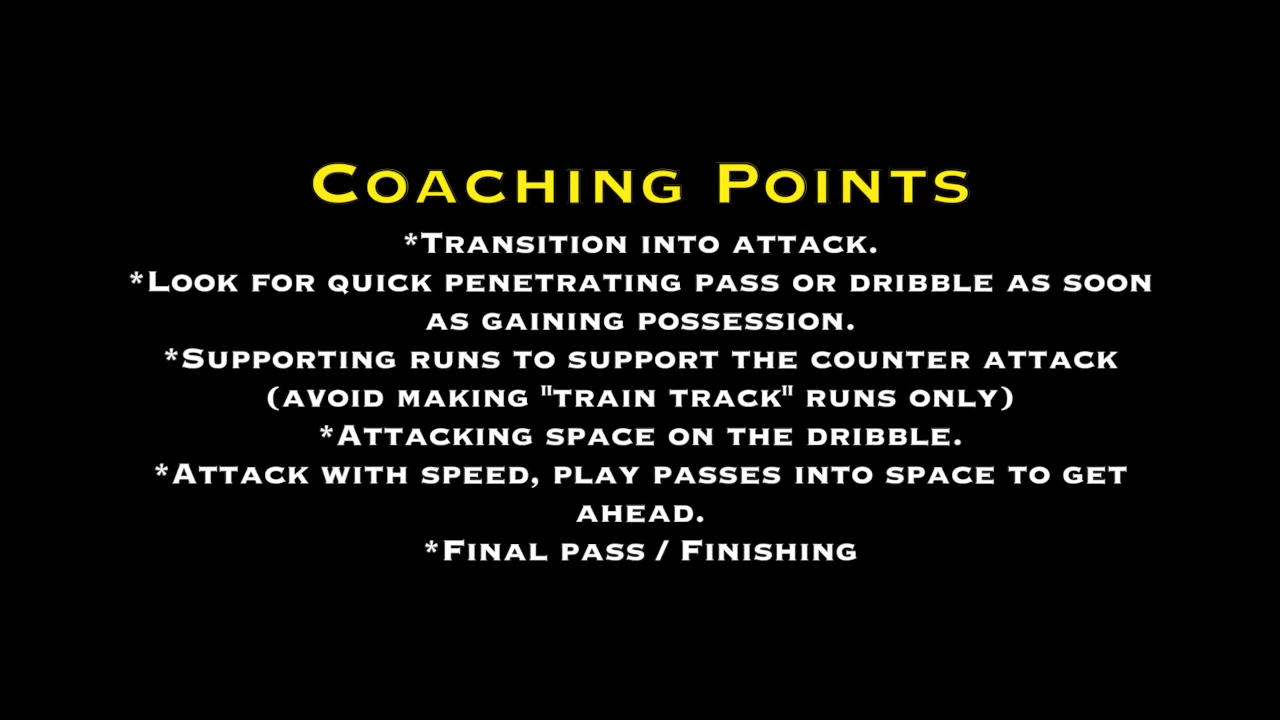 Coaching Points
*Transition into attack.
*Look for quick penetrating pass or dribble as soon
as gaining possession.
*Supporting runs to support the counter attack
(avoid making "train track" runs only)
*Attacking space on the dribble.
*Attack with speed, play passes into space to get
ahead.
*Final pass / Finishing